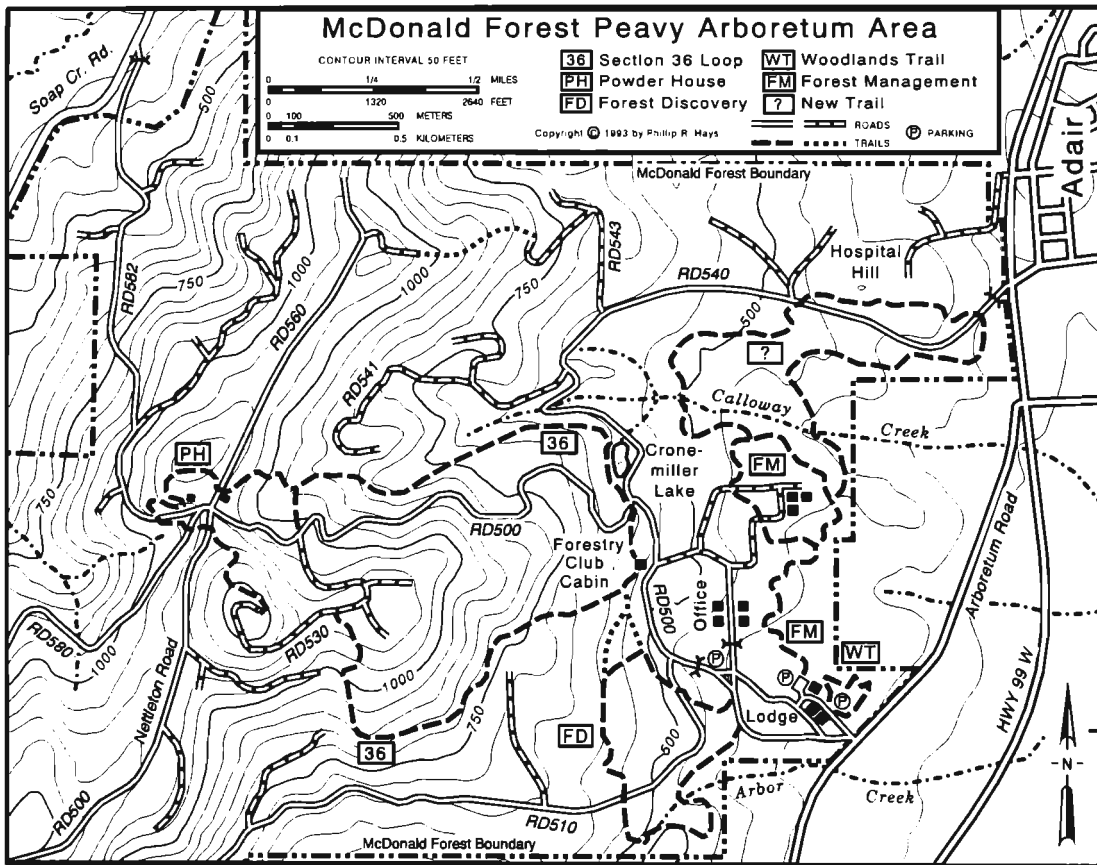 McDonald Forest Peavy Arboretum Area
CONTOUR INTERVAL 50 FEET
0 1/4 1/2 MILES
0 1320 2640 FEET
0 100 500 METERS
0 0.1 0.5 KILOMETERS
36 Section 36 Loop
PH Powder House
FD Forest Discovery
WT Woodlands Trail
FM Forest Management
? New Trail
Copyright © 1993 by Phillip R. Hays
ROADS
TRAILS
P PARKING
Soap Cr. Rd.
500
McDonald Forest Boundary
Adair
RD582
750
1000
RD560
1000
750
RD543
RD540
Hospital
Hill
500
?
RD541
Calloway
Creek
PH
36
Crone-
miller
Lake
FM
750
RD500
Forestry
Club
Cabin
Arboretum Road
RD580
1000
Nettleton Road
RD530
1000
750
RD500
Office
FM
WT
P
P
P
Lodge
HWY 99 W
36
FD
500
RD500
RD510
Arbor
Creek
-N-
McDonald Forest Boundary